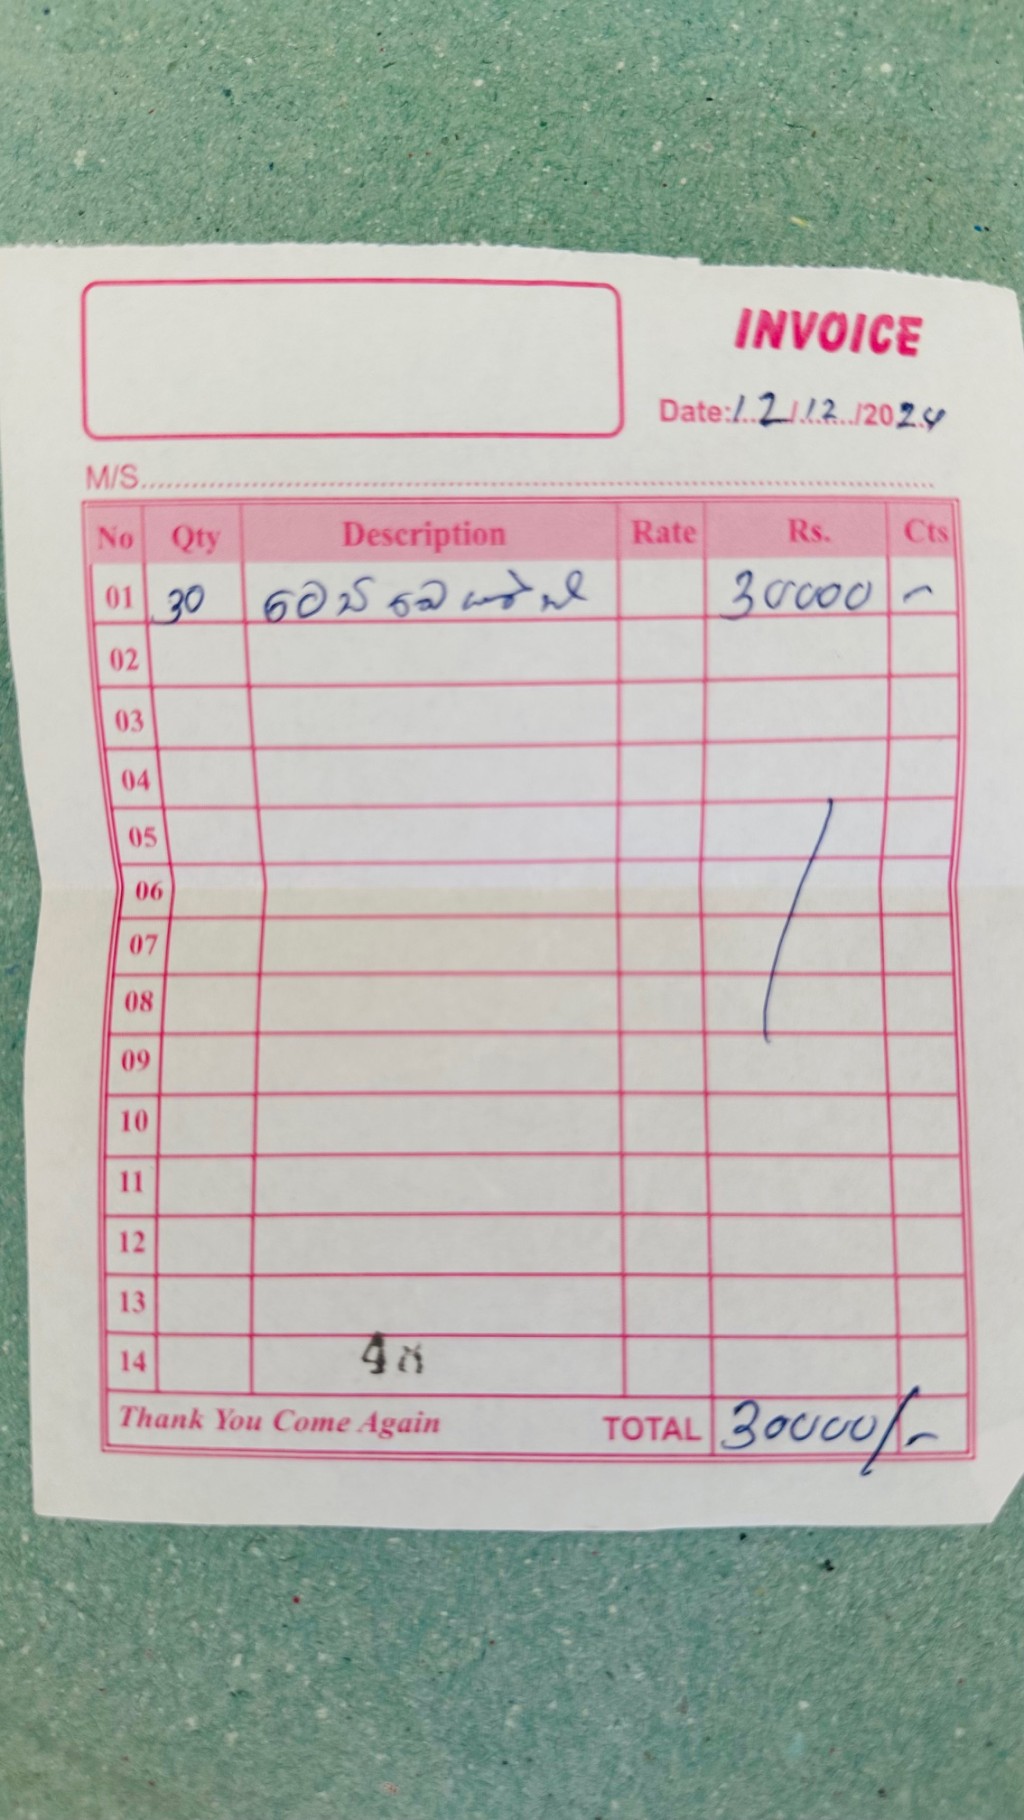 INVOICE
Date:12/12/2024
M/S
No Qty Description Rate Rs. Cts
01 30 30000 -
02
03
04
05
06
07
08
09
10
11
12
13
14
Thank You Come Again TOTAL 30000/-